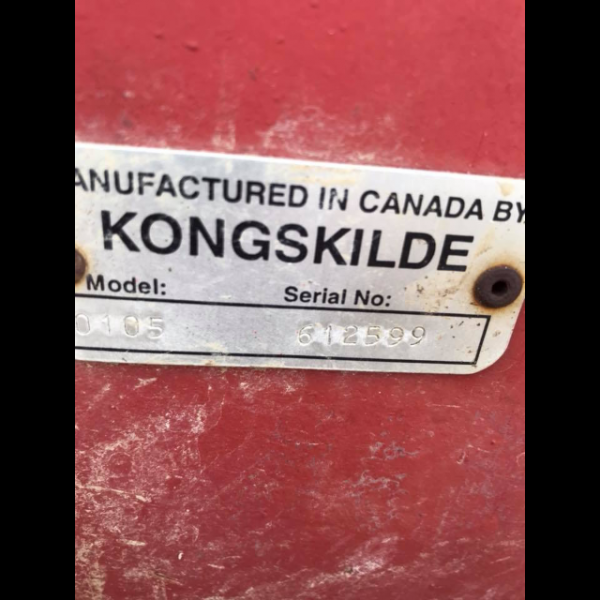 ANUFACTURED IN CANADA BY
KONGSKILDE
Model: Serial No:
0105 612599